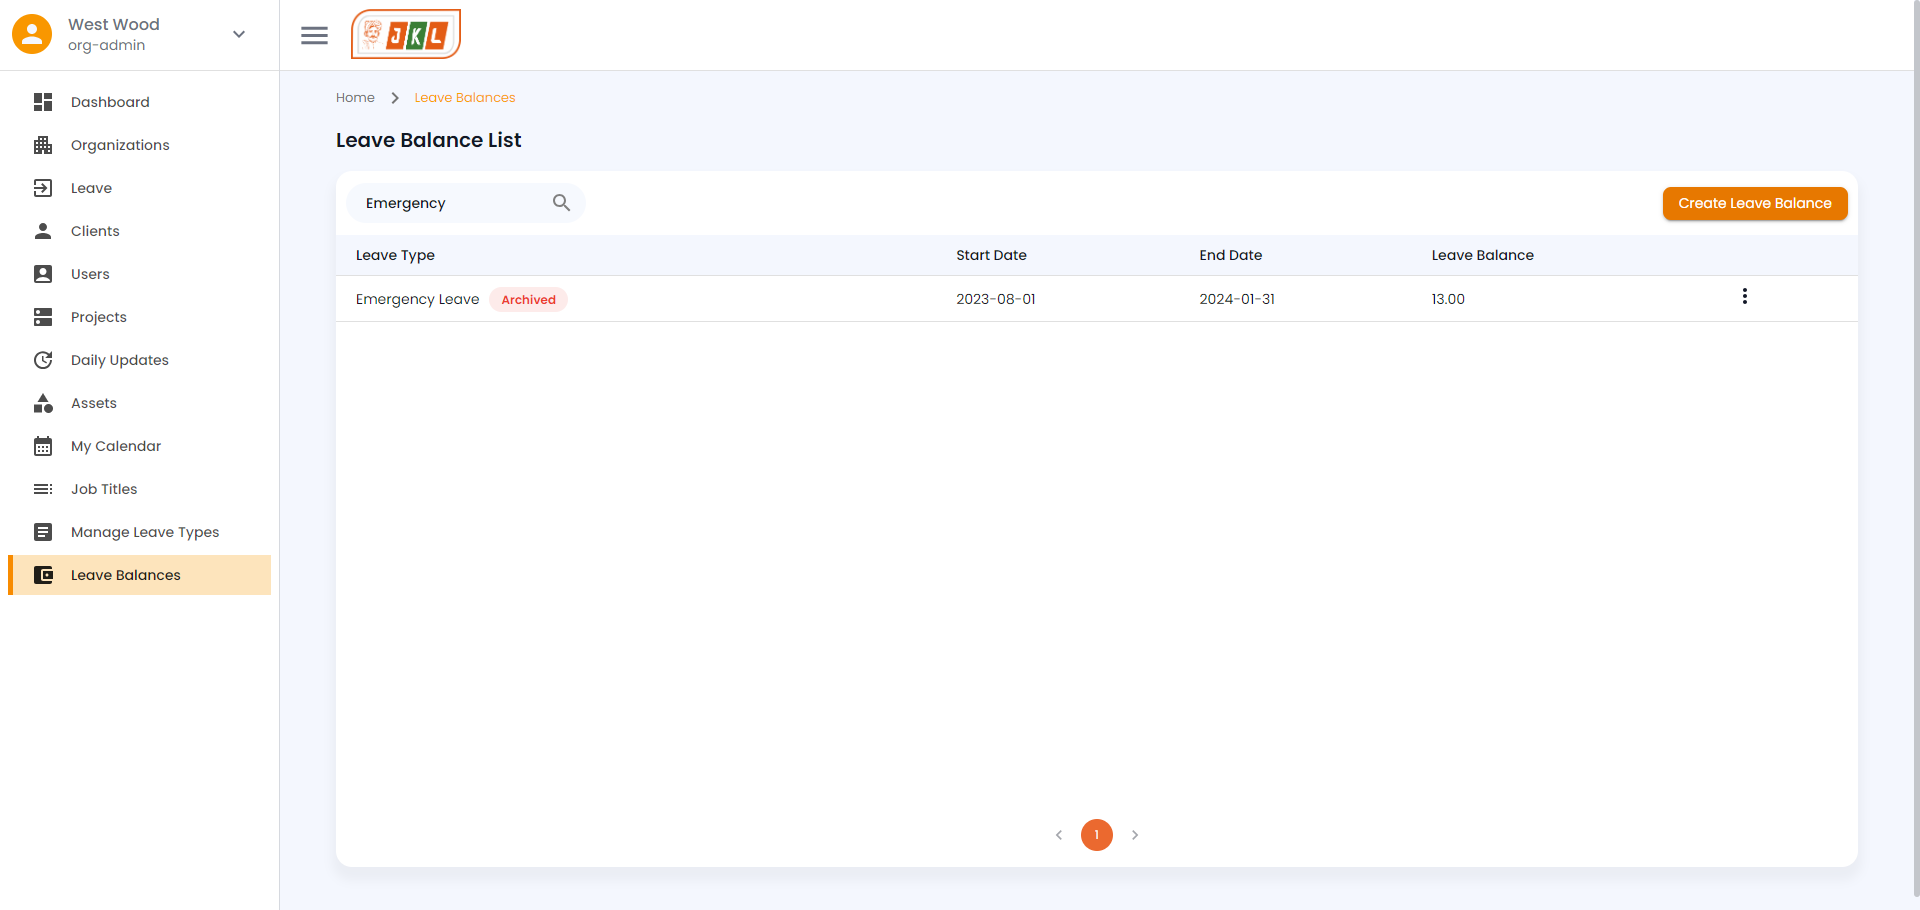 West Wood
org-admin
JKL
Dashboard
Organizations
Leave
Clients
Users
Projects
Daily Updates
Assets
My Calendar
Job Titles
Manage Leave Types
Leave Balances
Home > Leave Balances
Leave Balance List
Emergency
Create Leave Balance
Leave Type Start Date End Date Leave Balance
Emergency Leave Archived 2023-08-01 2024-01-31 13.00
1